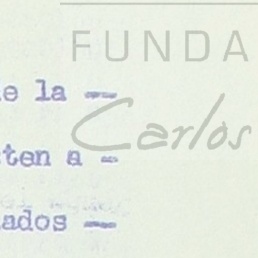 FUNDA
e la —
Carlos
ten a -
ados —